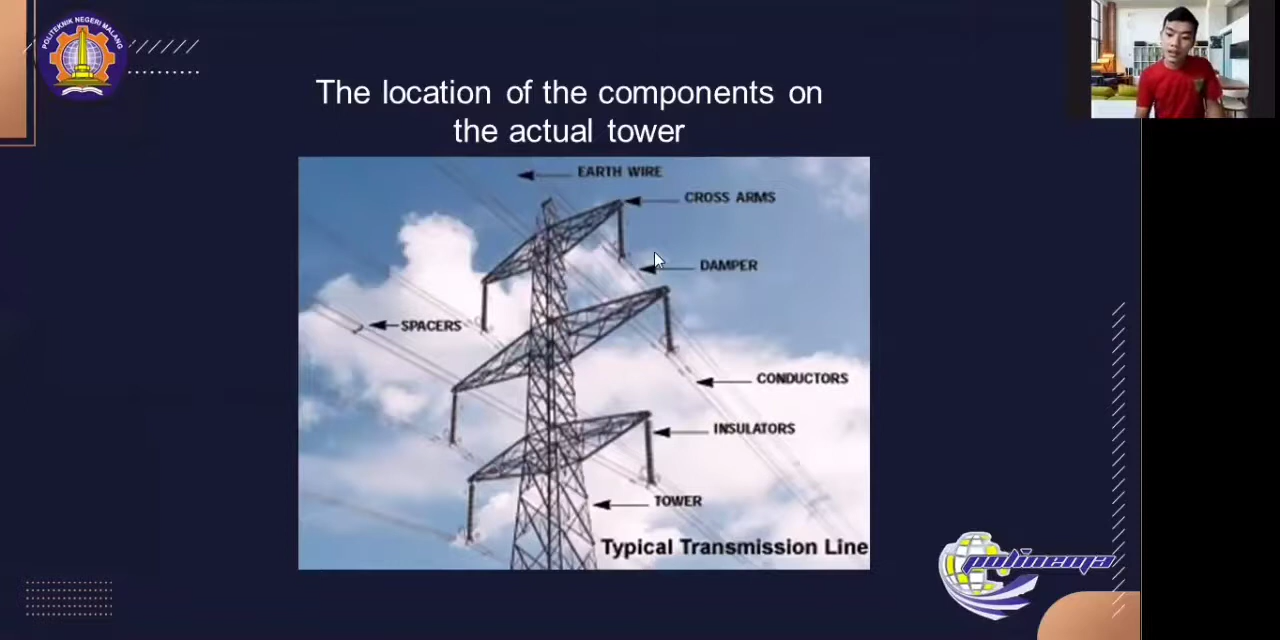 POLITEKNIK NEGERI MALANG
The location of the components on
the actual tower
EARTH WIRE
CROSS ARMS
DAMPER
SPACERS
CONDUCTORS
INSULATORS
TOWER
Typical Transmission Line
polinema